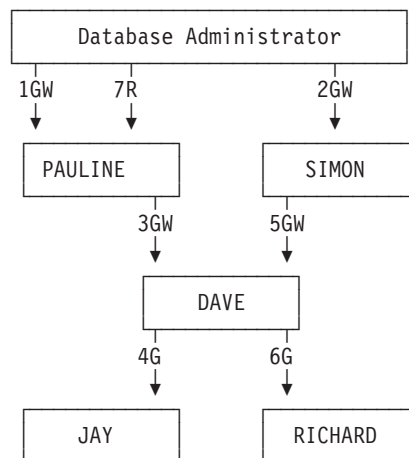 Database Administrator
1GW 7R 2GW
PAULINE SIMON
3GW 5GW
DAVE
4G 6G
JAY RICHARD